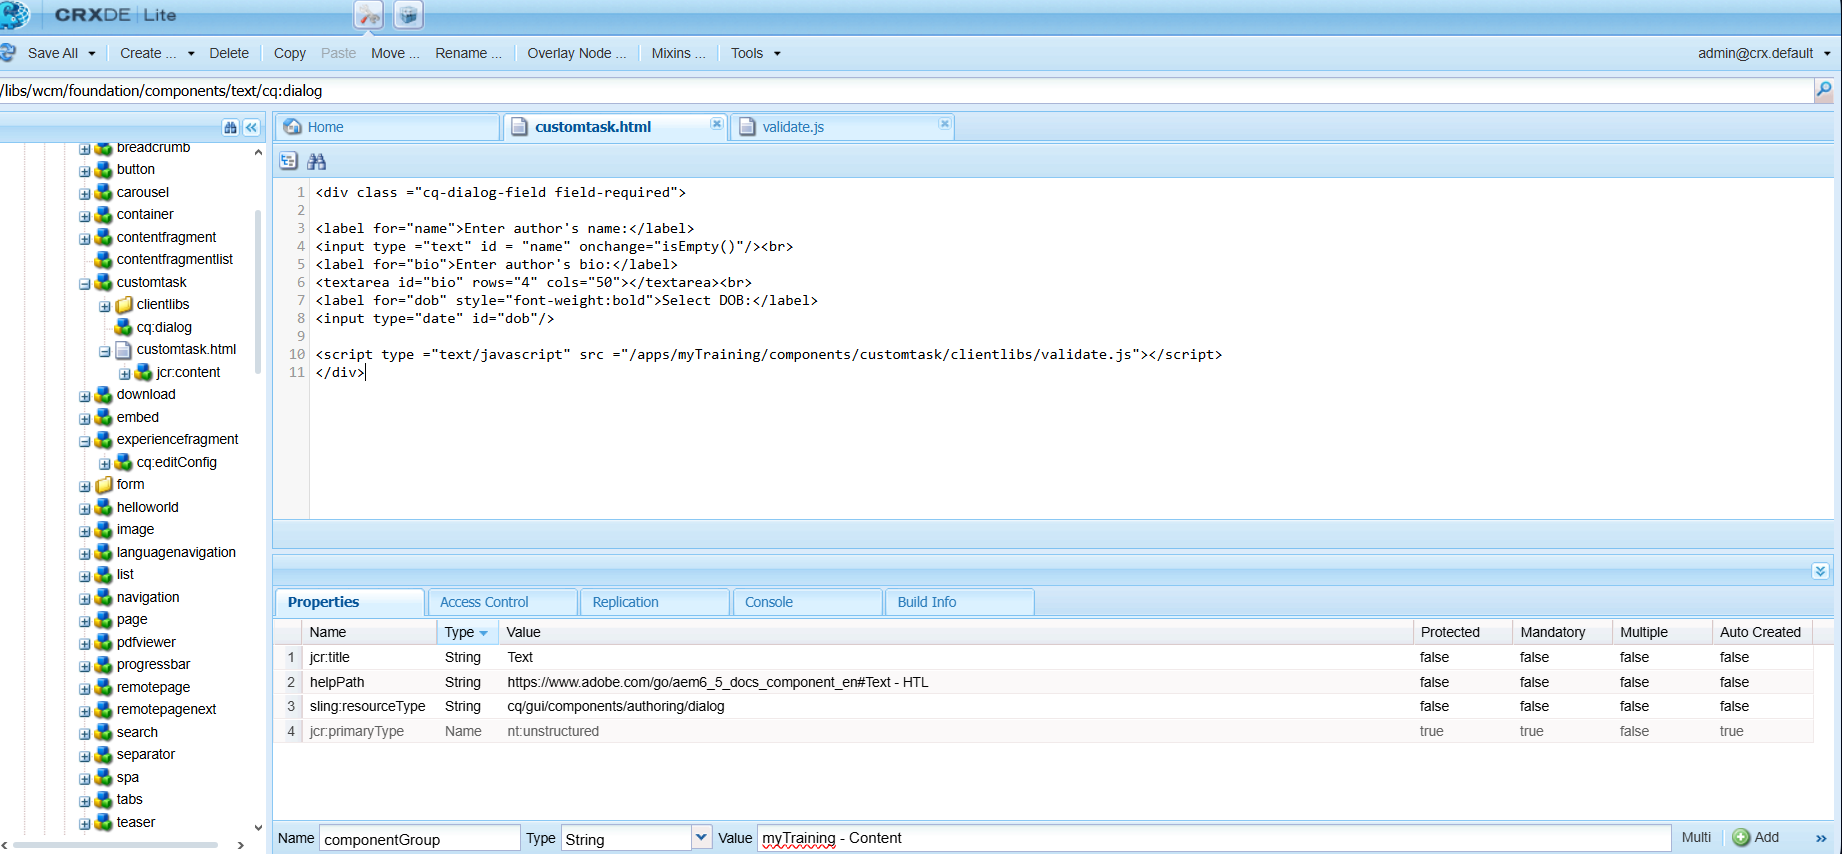 CRXDE | Lite
Save All Create ... Delete Copy Paste Move ... Rename ... Overlay Node ... Mixins ... Tools admin@crx.default
/libs/wcm/foundation/components/text/cq:dialog
breadcrumb
button
carousel
container
contentfragment
contentfragmentlist
customtask
clientlibs
cq:dialog
customtask.html
jcr:content
download
embed
experiencefragment
cq:editConfig
form
helloworld
image
languagenavigation
list
navigation
page
pdfviewer
progressbar
remotepage
remotepagenext
search
separator
spa
tabs
teaser
Home customtask.html validate.js
1 <div class ="cq-dialog-field field-required">
2
3 <label for="name">Enter author's name:</label>
4 <input type ="text" id = "name" onchange="isEmpty()"/><br>
5 <label for="bio">Enter author's bio:</label>
6 <textarea id="bio" rows="4" cols="50"></textarea><br>
7 <label for="dob" style="font-weight:bold">Select DOB:</label>
8 <input type="date" id="dob"/>
9
10 <script type ="text/javascript" src ="/apps/myTraining/components/customtask/clientlibs/validate.js"></script>
11 </div>
Properties Access Control Replication Console Build Info
Name Type Value Protected Mandatory Multiple Auto Created
1 jcr:title String Text false false false false
2 helpPath String https://www.adobe.com/go/aem6_5_docs_component_en#Text - HTL false false false false
3 sling:resourceType String cq/gui/components/authoring/dialog false false false false
4 jcr:primaryType Name nt:unstructured true true false true
Name componentGroup Type String Value myTraining - Content Multi Add